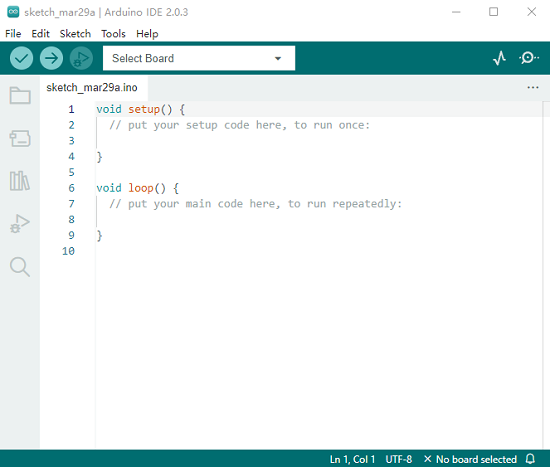 sketch_mar29a | Arduino IDE 2.0.3
File Edit Sketch Tools Help
Select Board
sketch_mar29a.ino
1 void setup() {
2 // put your setup code here, to run once:
3
4 }
5
6 void loop() {
7 // put your main code here, to run repeatedly:
8
9 }
10
Ln 1, Col 1 UTF-8 No board selected